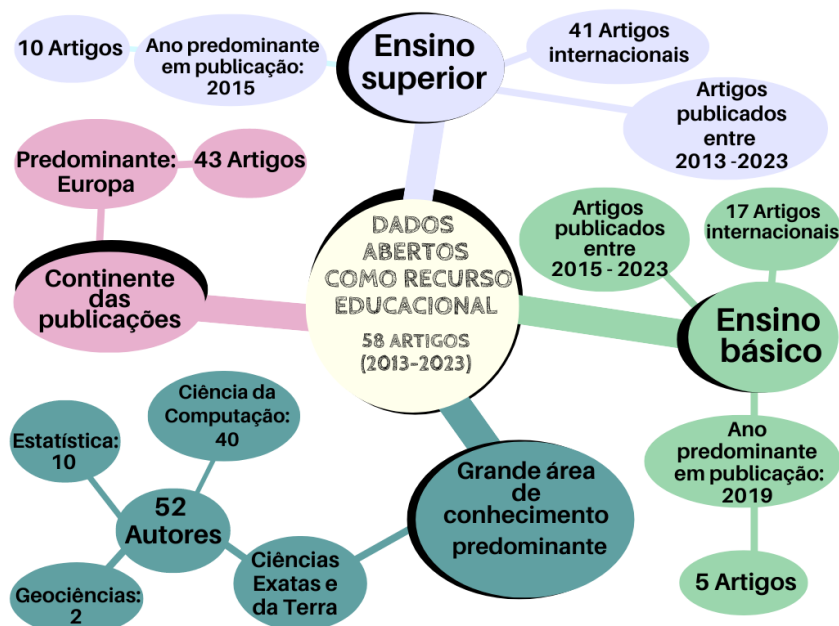 10 Artigos
Ano predominante
em publicação:
2015
Ensino
superior
41 Artigos
internacionais
Artigos
publicados
entre
2013 -2023
Predominante:
Europa
43 Artigos
Continente
das
publicações
DADOS
ABERTOS
COMO RECURSO
EDUCACIONAL
58 ARTIGOS
(2013-2023)
Artigos
publicados
entre
2015 - 2023
17 Artigos
internacionais
Ensino
básico
Ano
predominante
em publicação:
2019
5 Artigos
Grande área
de
conhecimento
predominante
Ciências
Exatas e
da Terra
52
Autores
Ciência da
Computação:
40
Estatística:
10
Geociências:
2